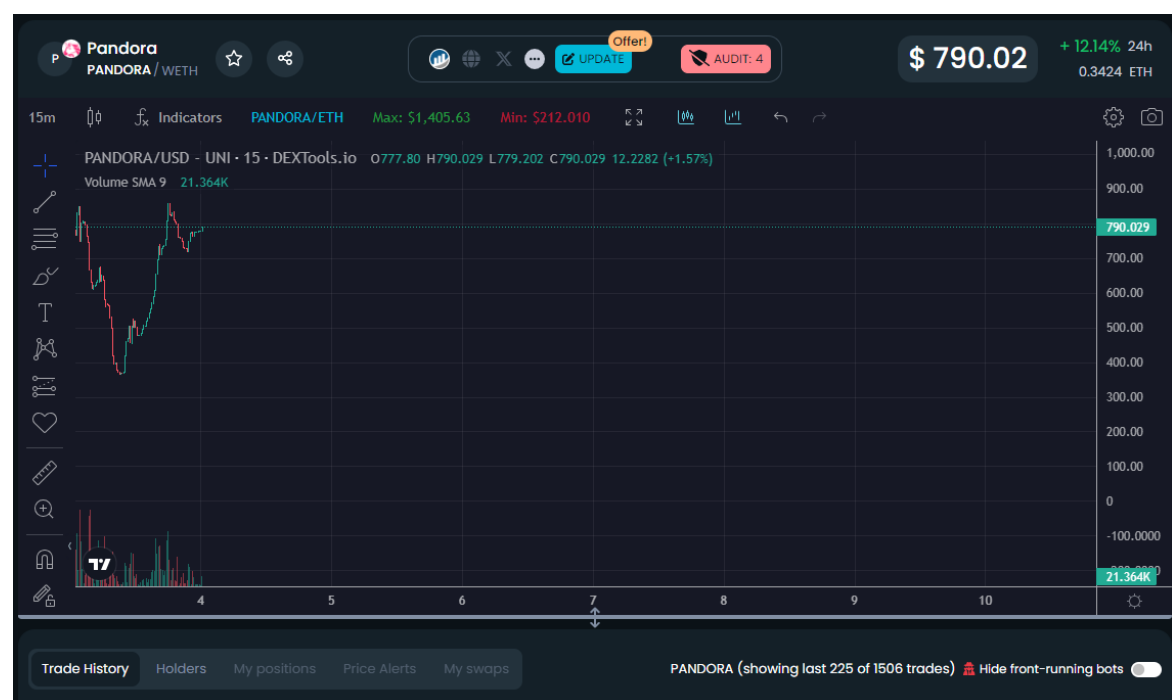 P Pandora
PANDORA / WETH
Offer!
UPDATE
AUDIT: 4
$ 790.02
+ 12.14% 24h
0.3424 ETH
15m Indicators PANDORA/ETH Max: $1,405.63 Min: $212.010
PANDORA/USD - UNI · 15 · DEXTools.io O777.80 H790.029 L779.202 C790.029 12.2282 (+1.57%)
Volume SMA 9 21.364K
1,000.00
900.00
790.029
700.00
600.00
500.00
400.00
300.00
200.00
100.00
0
-100.0000
21.364K
4 5 6 7 8 9 10
Trade History Holders My positions Price Alerts My swaps PANDORA (showing last 225 of 1506 trades) Hide front-running bots